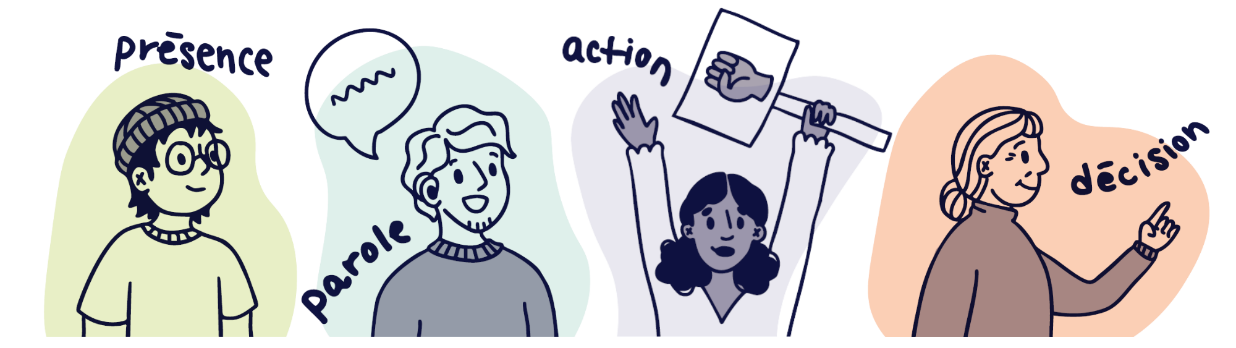 présence
parole
action
décision